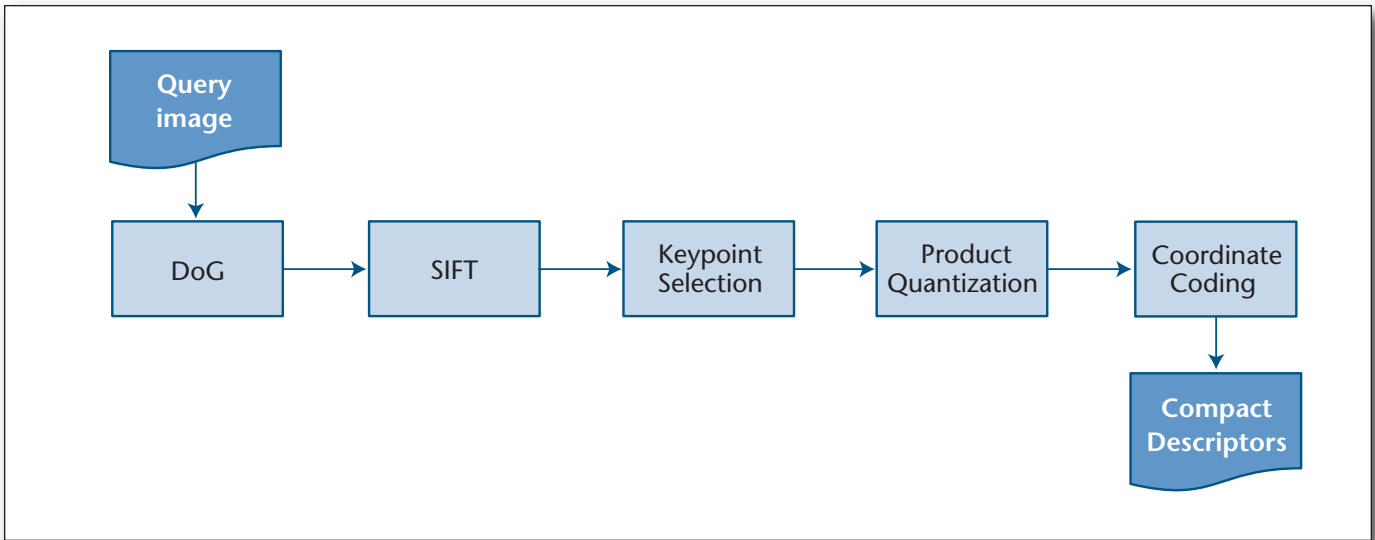 Query
image
DoG
SIFT
Keypoint
Selection
Product
Quantization
Coordinate
Coding
Compact
Descriptors